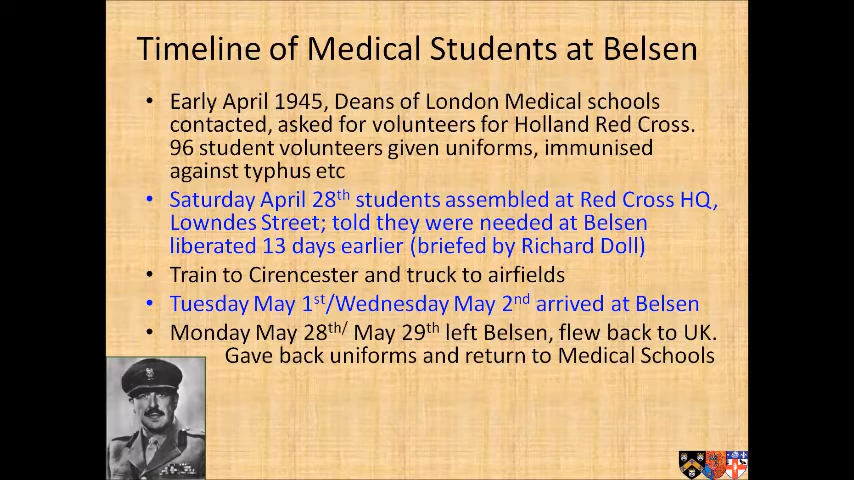 Timeline of Medical Students at Belsen
• Early April 1945, Deans of London Medical schools
contacted, asked for volunteers for Holland Red Cross.
96 student volunteers given uniforms, immunised
against typhus etc
• Saturday April 28th students assembled at Red Cross HQ,
Lowndes Street; told they were needed at Belsen
liberated 13 days earlier (briefed by Richard Doll)
• Train to Cirencester and truck to airfields
• Tuesday May 1st/Wednesday May 2nd arrived at Belsen
• Monday May 28th/ May 29th left Belsen, flew back to UK.
Gave back uniforms and return to Medical Schools